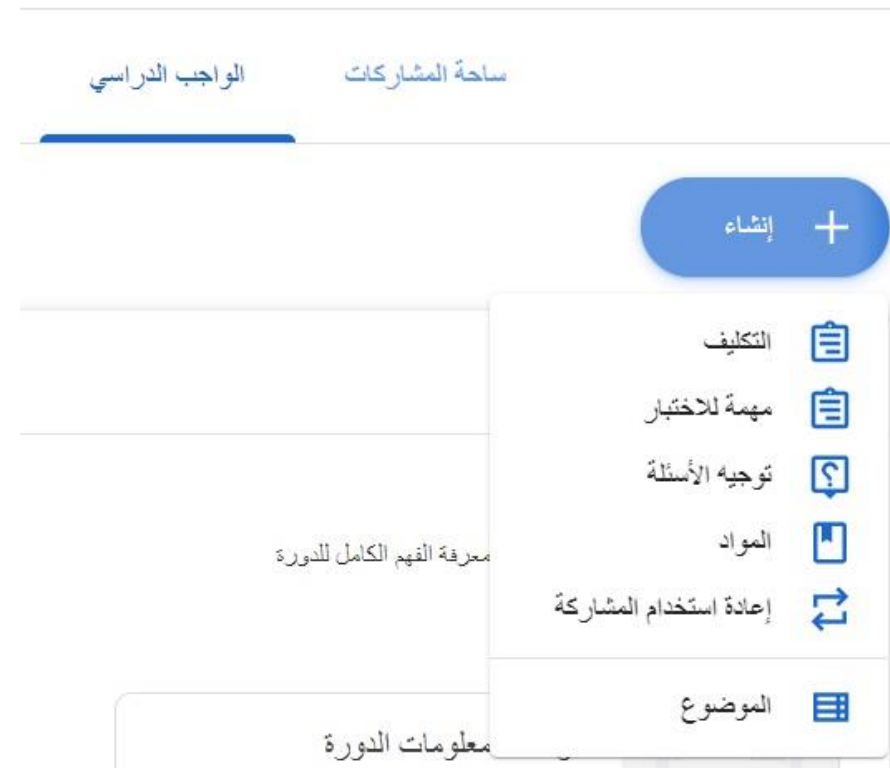 ساحة المشاركات
الواجب الدراسي
إنشاء
التكليف
مهمة للاختبار
توجيه الأسئلة
المواد
معرفة الفهم الكامل للدورة
إعادة استخدام المشاركة
الموضوع
معلومات الدورة